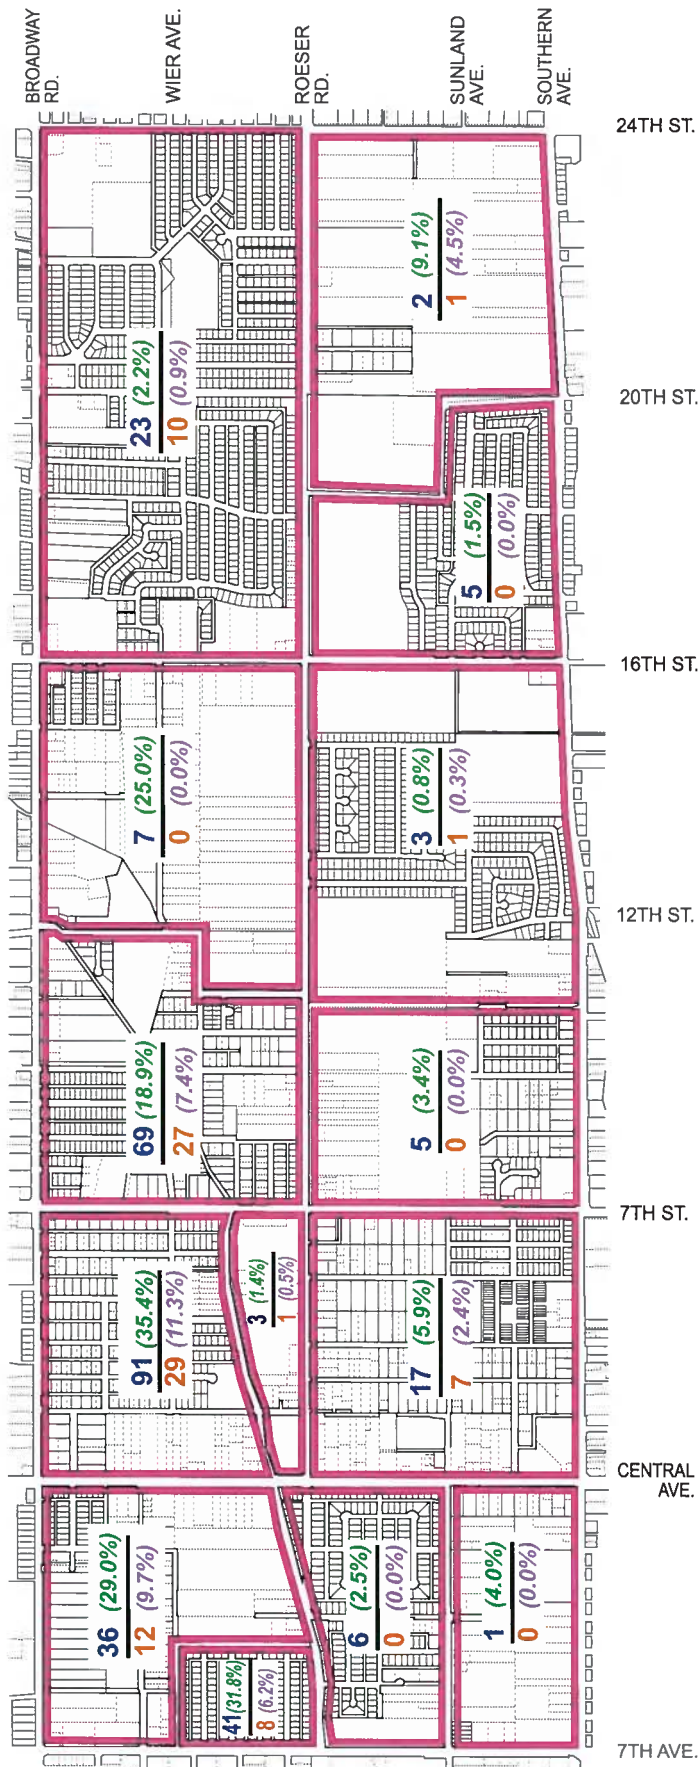 BROADWAY
RD.
WIER AVE.
ROESER
RD.
SUNLAND
AVE.
SOUTHERN
AVE.
24TH ST.
2 (9.1%)
1 (4.5%)
23 (2.2%)
10 (0.9%)
20TH ST.
5 (1.5%)
0 (0.0%)
16TH ST.
7 (25.0%)
0 (0.0%)
3 (0.8%)
1 (0.3%)
12TH ST.
69 (18.9%)
27 (7.4%)
5 (3.4%)
0 (0.0%)
7TH ST.
91 (35.4%)
29 (11.3%)
3 (1.4%)
1 (0.5%)
17 (5.9%)
7 (2.4%)
CENTRAL
AVE.
36 (29.0%)
12 (9.7%)
6 (2.5%)
0 (0.0%)
1 (4.0%)
0 (0.0%)
41 (31.8%)
8 (6.2%)
7TH AVE.